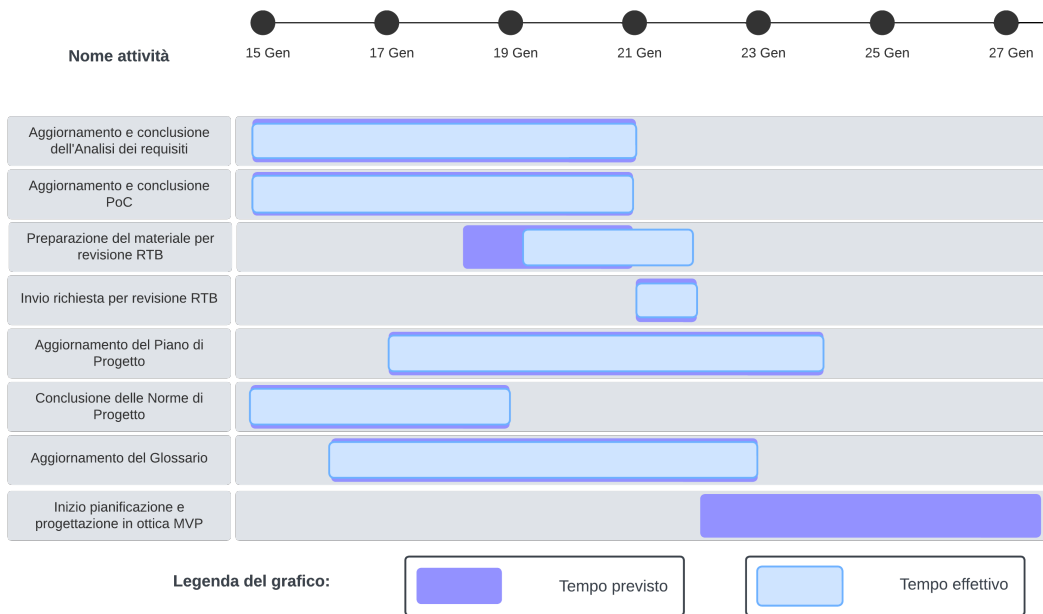 Nome attività
15 Gen
17 Gen
19 Gen
21 Gen
23 Gen
25 Gen
27 Gen
Aggiornamento e conclusione
dell'Analisi dei requisiti
Aggiornamento e conclusione
PoC
Preparazione del materiale per
revisione RTB
Invio richiesta per revisione RTB
Aggiornamento del Piano di
Progetto
Conclusione delle Norme di
Progetto
Aggiornamento del Glossario
Inizio pianificazione e
progettazione in ottica MVP
Legenda del grafico:
Tempo previsto
Tempo effettivo